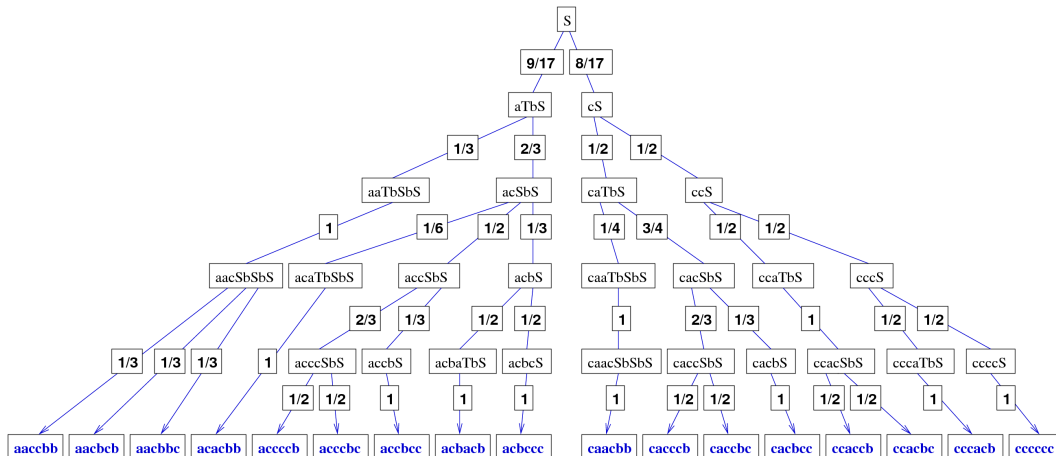 S
9/17 8/17
aTbS cS
1/3 2/3 1/2 1/2
aaTbSbS acSbS caTbS ccS
1 1/6 1/2 1/3 1/4 3/4 1/2 1/2
aacSbSbS acaTbSbS accSbS acbS caaTbSbS cacSbS ccaTbS cccS
2/3 1/3 1/2 1/2 1 2/3 1/3 1 1/2 1/2
1/3 1/3 1/3 1 acccSbS accbS acbaTbS acbcS caacSbSbS caccSbS cacbS ccacSbS cccaTbS ccccS
1/2 1/2 1 1 1 1 1/2 1/2 1 1/2 1/2 1 1
aaccbb aacbcb aacbbc acacbb accccb acccbc accbcc acbacb acbccc caacbb cacccb caccbc cacbcc ccaccb ccacbc cccacb cccccc